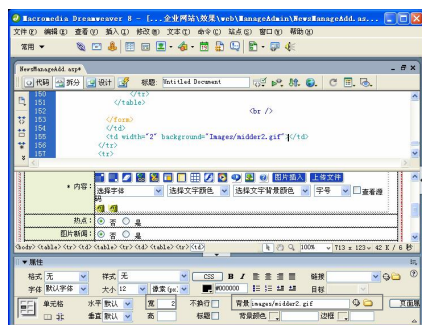 Macromedia Dreamweaver 8 - [...企业网站\效果\web\ManageAdmin\NewsManageAdd.as...
文件(F) 编辑(E) 查看(V) 插入(I) 修改(M) 文本(T) 命令(C) 站点(S) 窗口(W) 帮助(H)
常用
NewsManageAdd.asp*
代码 拆分 设计 标题: Untitled Document
150 </tr>
151 </table>
152 <br />
153 </form>
154 </td>
155 <td width="2" background="Images/midder2.gif"></td>
156 </tr>
157 <tr>
图片插入 上传文件
* 内容: 选择字体 选择文字颜色 选择文字背景颜色 字号 查看源
码
热点: 否 是
图片新闻: 否 是
<body> <table> <tr> <td> <table> <tr> <td> <table> <tr> <td> 100% 713 x 123 42 K / 6 秒
属性
格式 无 样式 无 CSS B I 链接
字体 默认字体 大小 12 像素(px) #000000 目标
单元格 水平 默认 宽 2 不换行 背景 images/midder2.gif 页面属
垂直 默认 高 标题 背景颜色 边框